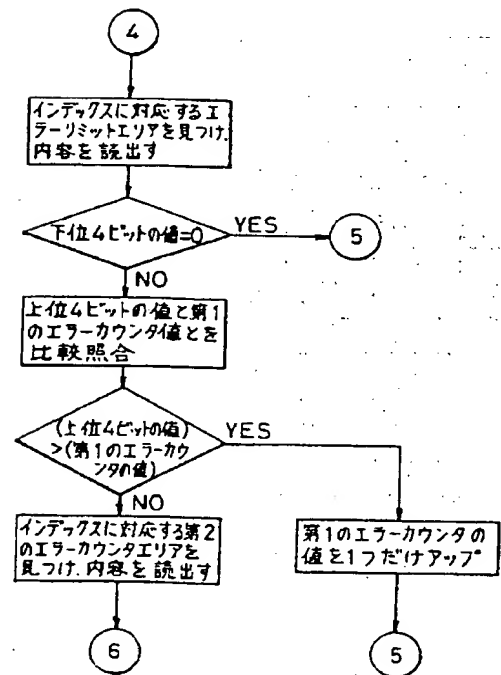 4
インデックスに対応するエ
ラーリミットエリアを見つけ,
内容を読出す
下位4ビットの値=0
YES
5
NO
上位4ビットの値と第1
のエラーカウンタ値とを
比較照合
(上位4ビットの値)
>(第1のエラーカウ
ンタの値)
YES
NO
インデックスに対応する第2
のエラーカウンタエリアを
見つけ,内容を読出す
第1のエラーカウンタの
値を1つだけアップ
6
5